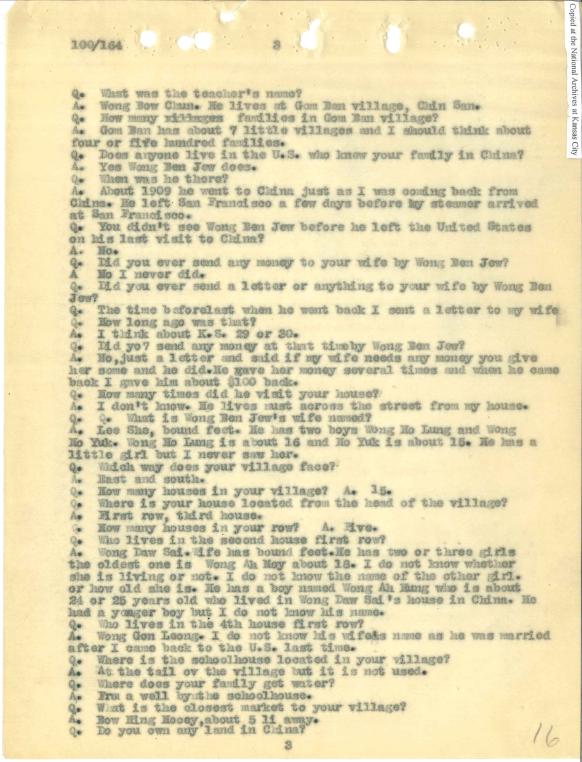 100/164 3
Q. What was the teacher's name?
A. Wong Bow Chun. He lives at Gom Ban village, Chin San.
Q. How many xillages families in Gom Ban village?
A. Gom Ban has about 7 little villages and I should think about
four or fife hundred families.
Q. Does anyone live in the U.S. who know your family in China?
A. Yes Wong Ben Jew does.
Q. When was he there?
A. About 1909 he went to China just as I was coming back from
China. He left San Francisco a few days before my steamer arrived
at San Francisco.
Q. You didn't see Wong Ben Jew before he left the United States
on his last visit to China?
A. No.
Q. Did you ever send any money to your wife by Wong Ben Jew?
A No I never did.
Q. Did you ever send a letter or anything to your wife by Wong Ben
Jew?
Q. The time beforelast when he went back I sent a letter to my wife
Q. How long ago was that?
A. I think about K.S. 29 or 30.
Q. Did yo? send any money at that timeby Wong Ben Jew?
A. No,just a letter and said if my wife needs any money you give
her some and he did.He gave her money several times and when he came
back I gave him about $100 back.
Q. How many times did he visit your house?
A. I don't know. He lives must across the street from my house.
Q. Q. What is Wong Ben Jew's wife named?
A. Lee She, bound feet. He has two boys Wong Ho Lung and Wong
Ho Yuk. Wong Ho Lung is about 16 and Ho Yuk is about 15. He has a
little girl but I never saw her.
Q. Which way does your village face?
A. East and south.
Q. How many houses in your village? A. 15.
Q. Where is your house located from the head of the village?
A. First row, third house.
Q. How many houses in your row? A. Five.
Q. Who lives in the second house first row?
A. Wong Daw Sai.Wife has bound feet.He has two or three girls
the oldest one is Wong Ah Moy about 18. I do not know whether
she is living or not. I do not know the name of the other girl.
or how old she is. He has a boy named Wong Ah Hung who is about
24 or 25 years old who lived in Wong Daw Sai's house in China. He
had a yonger boy but I do not know his name.
Q. Who lives in the 4th house first row?
A. Wong Gon Leong. I do not know his wife's name as he was married
after I came back to the U.S. last time.
Q. Where is the schoolhouse located in your village?
A. At the tail ov the village but it is not used.
Q. Where does your family get water?
A. Frm a well by the schoolhouse.
Q. What is the closest market to your village?
A. Bow Hing Hooey,about 5 li away.
Q. Do you own any land in China?
3
16
Copied at the National Archives at Kansas City